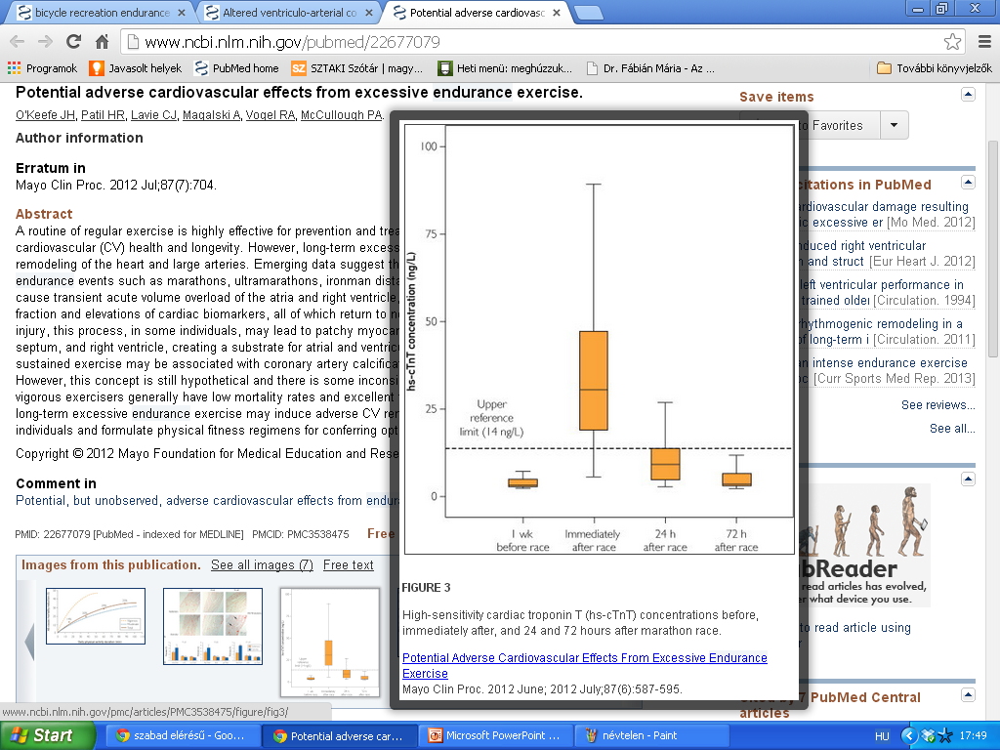 bicycle recreation endurance
Altered ventriculo-arterial co
Potential adverse cardiovasc
www.ncbi.nlm.nih.gov/pubmed/22677079
Programok
Javasolt helyek
PubMed home
SZTAKI Szótár | magy...
Heti menü: meghúzzuk...
Dr. Fábián Mária - Az ...
További könyvjelzők
Potential adverse cardiovascular effects from excessive endurance exercise.
O'Keefe JH, Patil HR, Lavie CJ, Magalski A, Vogel RA, McCullough PA.
Author information
Erratum in
Mayo Clin Proc. 2012 Jul;87(7):704.
Abstract
A routine of regular exercise is highly effective for prevention and trea
cardiovascular (CV) health and longevity. However, long-term excess
remodeling of the heart and large arteries. Emerging data suggest th
endurance events such as marathons, ultramarathons, ironman dista
cause transient acute volume overload of the atria and right ventricle,
fraction and elevations of cardiac biomarkers, all of which return to n
injury, this process, in some individuals, may lead to patchy myocar
septum, and right ventricle, creating a substrate for atrial and ventric
sustained exercise may be associated with coronary artery calcifica
However, this concept is still hypothetical and there is some inconsi
vigorous exercisers generally have low mortality rates and excellent
long-term excessive endurance exercise may induce adverse CV re
individuals and formulate physical fitness regimens for conferring opt
Copyright © 2012 Mayo Foundation for Medical Education and Rese
Comment in
Potential, but unobserved, adverse cardiovascular effects from endur
PMID: 22677079 [PubMed - indexed for MEDLINE] PMCID: PMC3538475 Free
Images from this publication. See all images (7) Free text
hs-cTnT concentration (ng/L)
100
75
50
25
0
Upper
reference
limit (14 ng/L)
1 wk
before race
Immediately
after race
24 h
after race
72 h
after race
FIGURE 3
High-sensitivity cardiac troponin T (hs-cTnT) concentrations before,
immediately after, and 24 and 72 hours after marathon race.
Potential Adverse Cardiovascular Effects From Excessive Endurance
Exercise
Mayo Clin Proc. 2012 June; 2012 July;87(6):587-595.
Save items
to Favorites
citations in PubMed
ardiovascular damage resulting
ic excessive er [Mo Med. 2012]
nduced right ventricular
n and struct [Eur Heart J. 2012]
left ventricular performance in
trained older [Circulation. 1994]
rhythmogenic remodeling in a
of long-term i [Circulation. 2011]
an intense endurance exercise
oc [Curr Sports Med Rep. 2013]
See reviews...
See all...
bReader
read articles has evolved,
er what device you use.
to read article using
r
Cited by 7 PubMed Central
articles
www.ncbi.nlm.nih.gov/pmc/articles/PMC3538475/figure/fig3/
Start
szabad elérésű - Goo...
Potential adverse car...
Microsoft PowerPoint ...
névtelen - Paint
HU
17:49